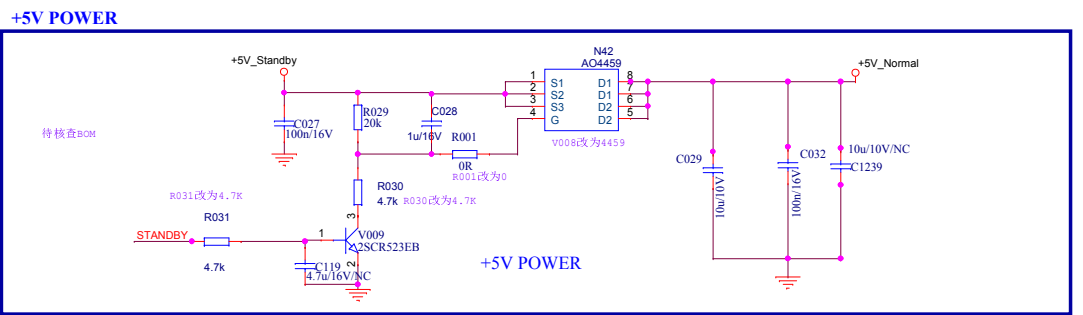 +5V POWER
+5V_Standby
N42
AO4459
+5V_Normal
1
S1
D1
8
2
S2
D1
7
3
S3
D2
6
4
G
D2
5
V008改为4459
C027
100n/16V
R029
20k
C028
1u/16V
R001
0R
R001改为0
待核查BOM
10u/10V/NC
C1239
C029
10u/10V
C032
100n/16V
R030
4.7k
R030改为4.7K
R031改为4.7K
R031
4.7k
STANDBY
1
3
2
V009
2SCR523EB
C119
4.7u/16V/NC
+5V POWER